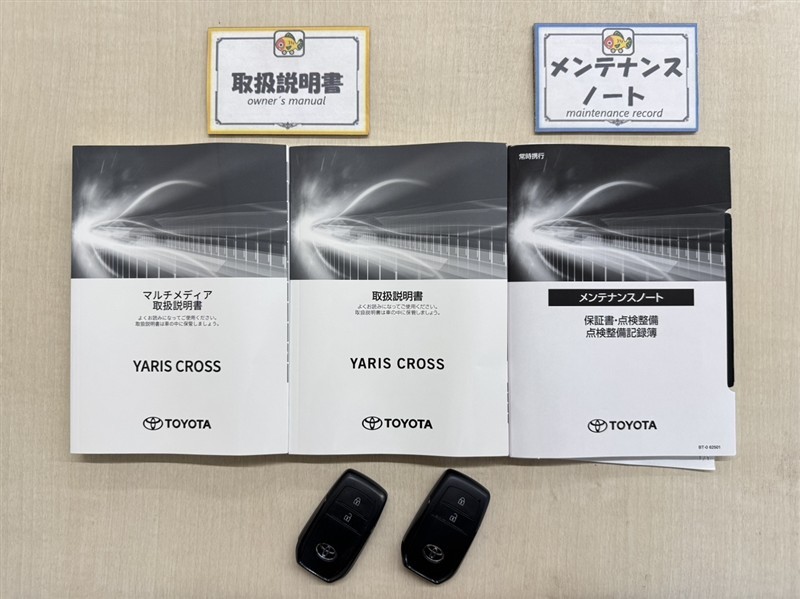 取扱説明書
owner's manual
メンテナンス
ノート
maintenance record
マルチメディア
取扱説明書
よくお読みになってご使用ください。
取扱説明書は車の中に保管しましょう。
YARIS CROSS
TOYOTA
取扱説明書
よくお読みになってご使用ください。
取扱説明書は車の中に保管しましょう。
YARIS CROSS
TOYOTA
常時携行
メンテナンスノート
保証書・点検整備
点検整備記録簿
TOYOTA